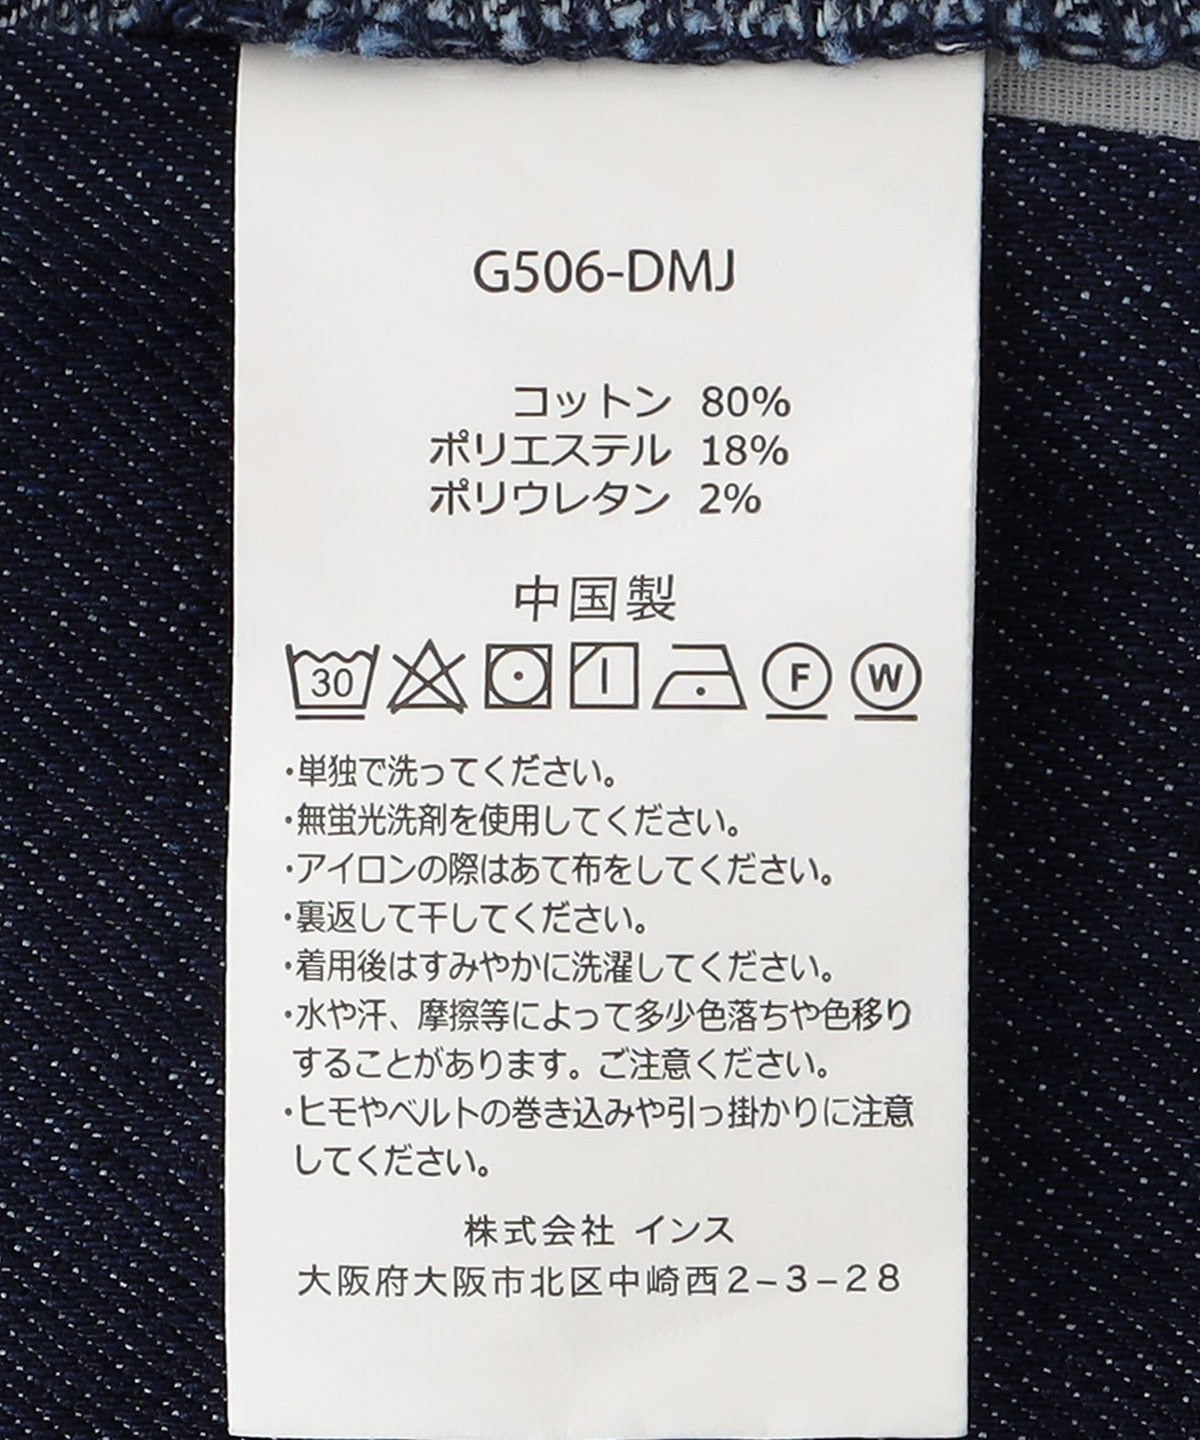 G506-DMJ
コットン 80%
ポリエステル 18%
ポリウレタン 2%
中国製
30 F W
・単独で洗ってください。
・無蛍光洗剤を使用してください。
・アイロンの際はあて布をしてください。
・裏返して干してください。
・着用後はすみやかに洗濯してください。
・水や汗、摩擦等によって多少色落ちや色移り
することがあります。ご注意ください。
・ヒモやベルトの巻き込みや引っ掛かりに注意
してください。
株式会社 インス
大阪府大阪市北区中崎西2-3-28